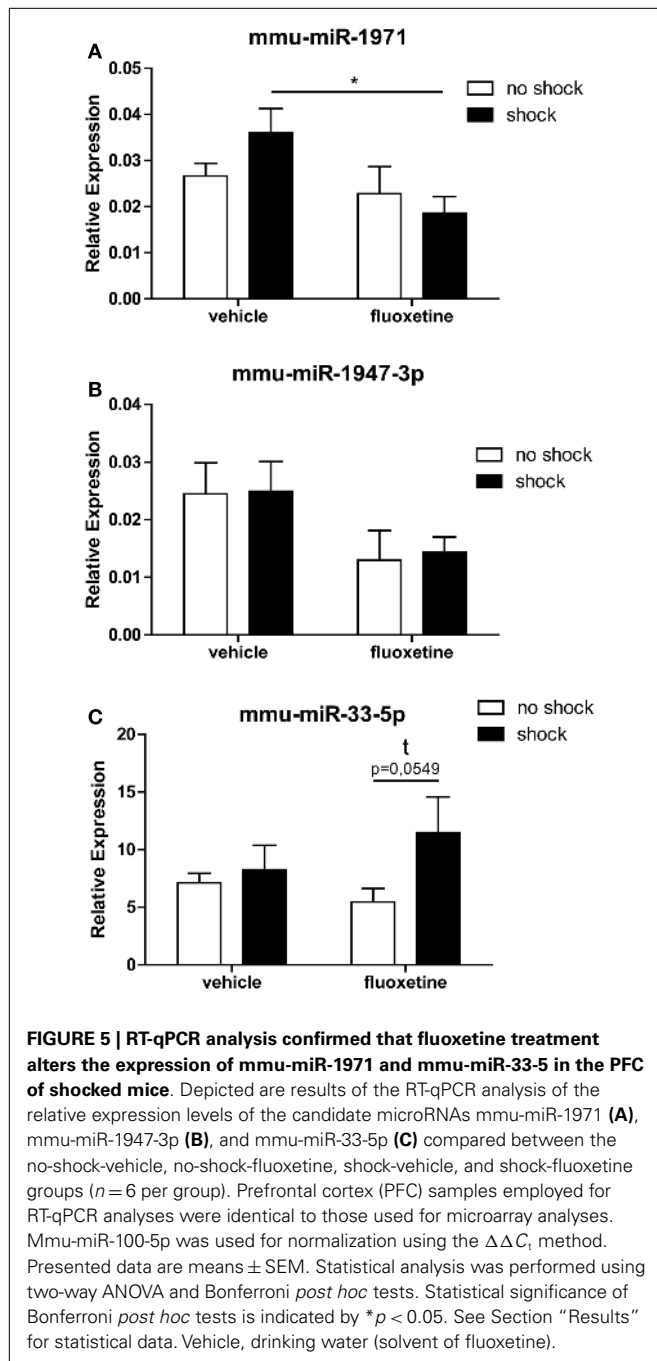 mmu-miR-1971
A
0.05
0.04
0.03
0.02
0.01
0.00
Relative Expression
*
no shock
shock
vehicle
fluoxetine
mmu-miR-1947-3p
B
0.04
0.03
0.02
0.01
0.00
Relative Expression
no shock
shock
vehicle
fluoxetine
mmu-miR-33-5p
C
20
15
10
5
0
Relative Expression
no shock
shock
t
p=0,0549
vehicle
fluoxetine
FIGURE 5 | RT-qPCR analysis confirmed that fluoxetine treatment
alters the expression of mmu-miR-1971 and mmu-miR-33-5 in the PFC
of shocked mice. Depicted are results of the RT-qPCR analysis of the
relative expression levels of the candidate microRNAs mmu-miR-1971 (A),
mmu-miR-1947-3p (B), and mmu-miR-33-5p (C) compared between the
no-shock-vehicle, no-shock-fluoxetine, shock-vehicle, and shock-fluoxetine
groups (n = 6 per group). Prefrontal cortex (PFC) samples employed for
RT-qPCR analyses were identical to those used for microarray analyses.
Mmu-miR-100-5p was used for normalization using the ΔΔCt method.
Presented data are means ± SEM. Statistical analysis was performed using
two-way ANOVA and Bonferroni post hoc tests. Statistical significance of
Bonferroni post hoc tests is indicated by *p < 0.05. See Section “Results”
for statistical data. Vehicle, drinking water (solvent of fluoxetine).